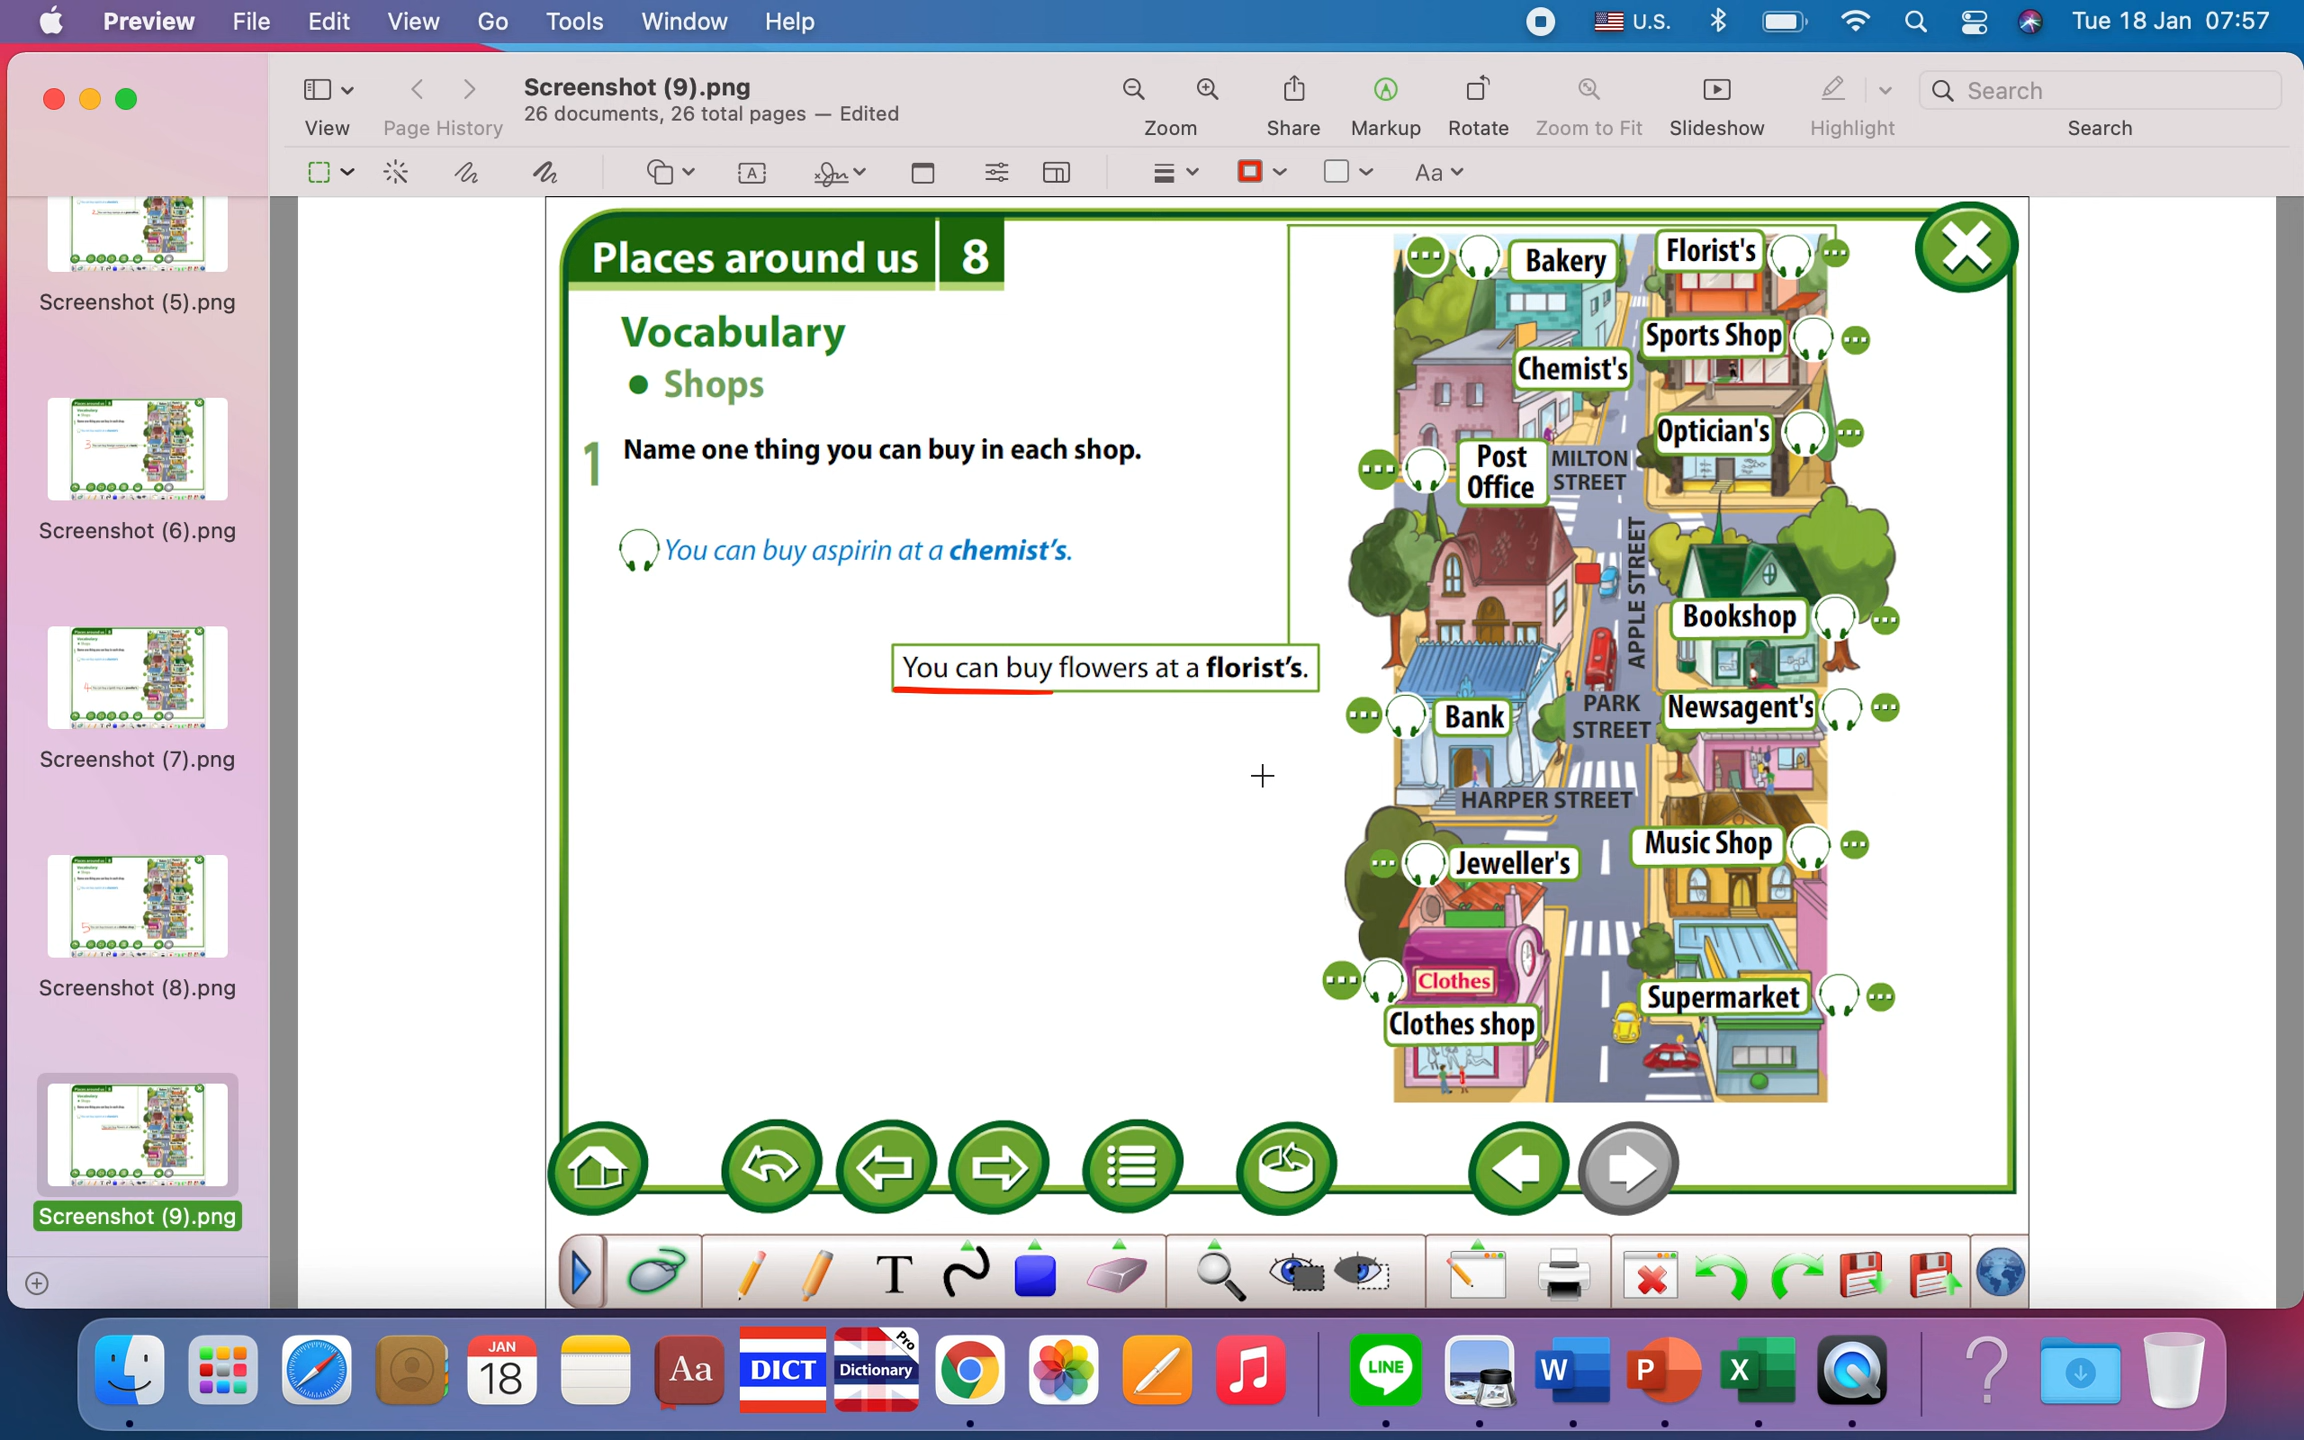 Preview File Edit View Go Tools Window Help U.S. Tue 18 Jan 07:57
Screenshot (9).png
26 documents, 26 total pages — Edited
View Page History Zoom Share Markup Rotate Zoom to Fit Slideshow Highlight Search
Search
A
Aa
Screenshot (5).png
Screenshot (6).png
Screenshot (7).png
Screenshot (8).png
Screenshot (9).png
Places around us 8
Vocabulary
• Shops
1 Name one thing you can buy in each shop.
You can buy aspirin at a chemist's.
You can buy flowers at a florist's.
Bakery
Florist's
Sports Shop
Chemist's
Optician's
Post
Office
MILTON
STREET
APPLE STREET
Bookshop
Newsagent's
Bank
PARK
STREET
HARPER STREET
Music Shop
Jeweller's
Clothes
Clothes shop
Supermarket
T
JAN
18
Aa
DICT
Dictionary
Pro
LINE
W
P
X
?